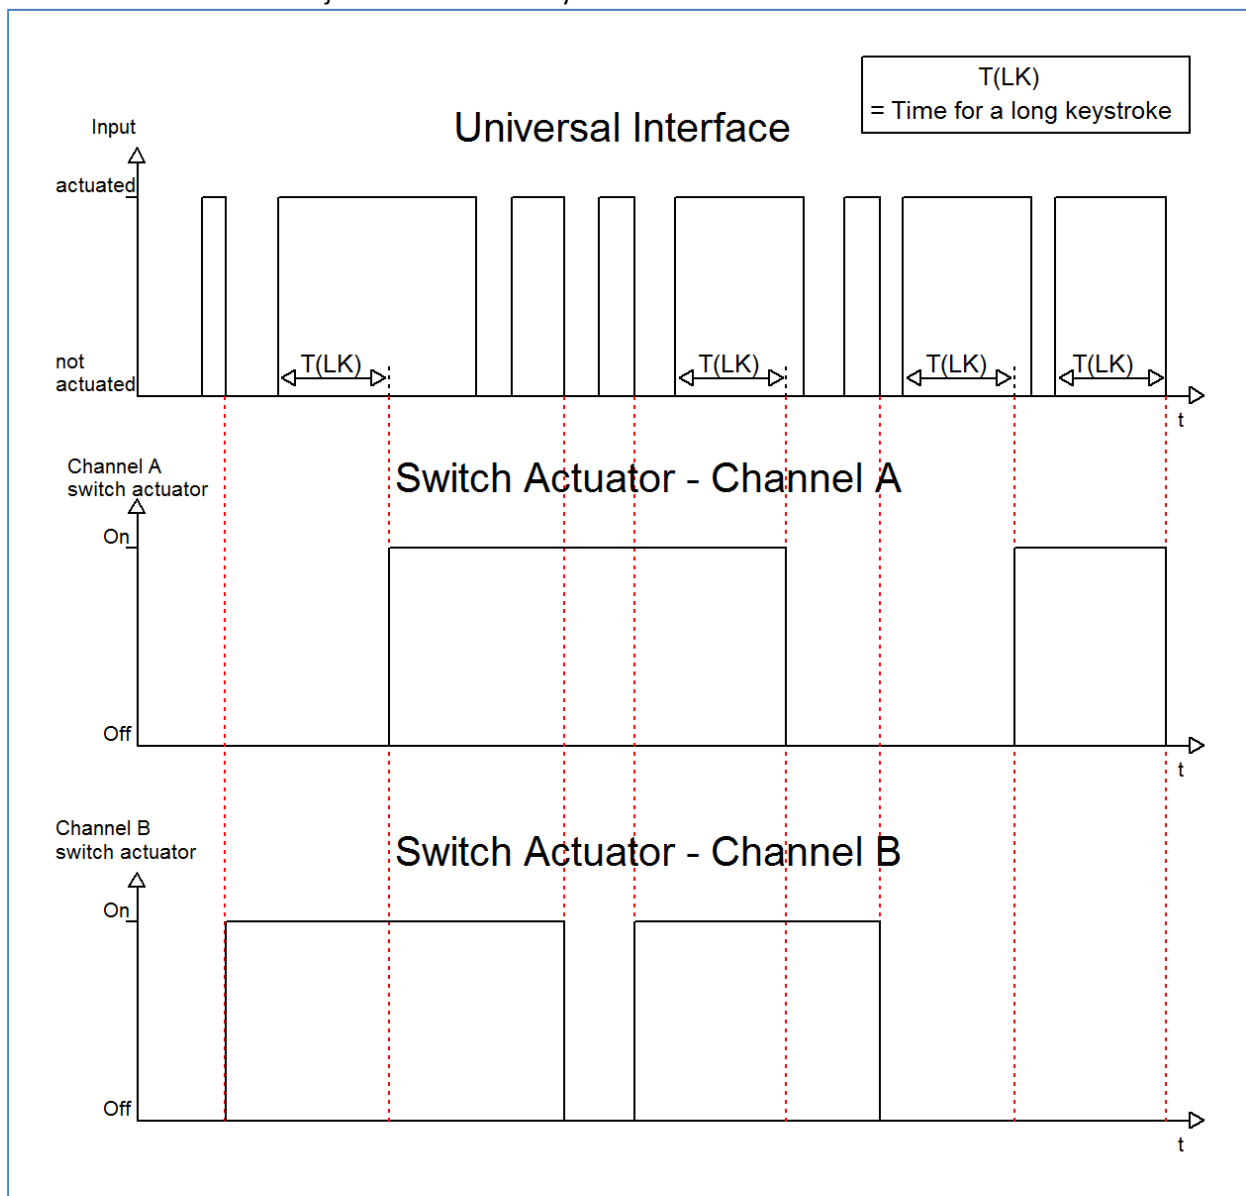 T(LK)
= Time for a long keystroke
Universal Interface
Input
actuated
not
actuated
T(LK)
T(LK)
T(LK)
T(LK)
t
Channel A
switch actuator
Switch Actuator - Channel A
On
Off
t
Channel B
switch actuator
Switch Actuator - Channel B
On
Off
t